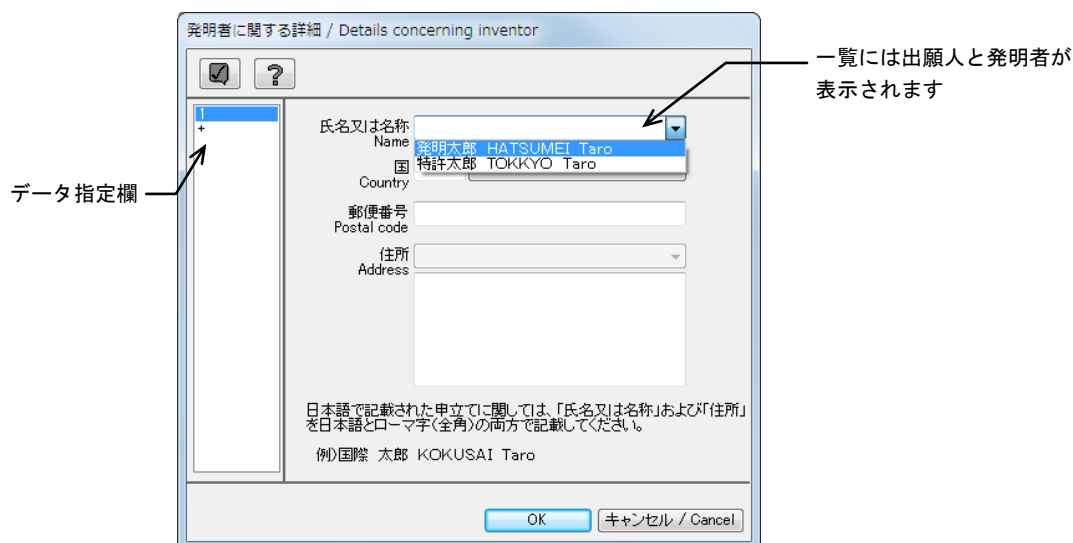 発明者に関する詳細 / Details concerning inventor
?
一覧には出願人と発明者が
表示されます
データ指定欄
1
+
氏名又は名称
Name
発明太郎 HATSUMEI Taro
特許太郎 TOKKYO Taro
国
Country
郵便番号
Postal code
住所
Address
日本語で記載された申立てに関しては、「氏名又は名称」および「住所」
を日本語とローマ字(全角)の両方で記載してください。
例)国際 太郎 KOKUSAI Taro
OK
キャンセル / Cancel